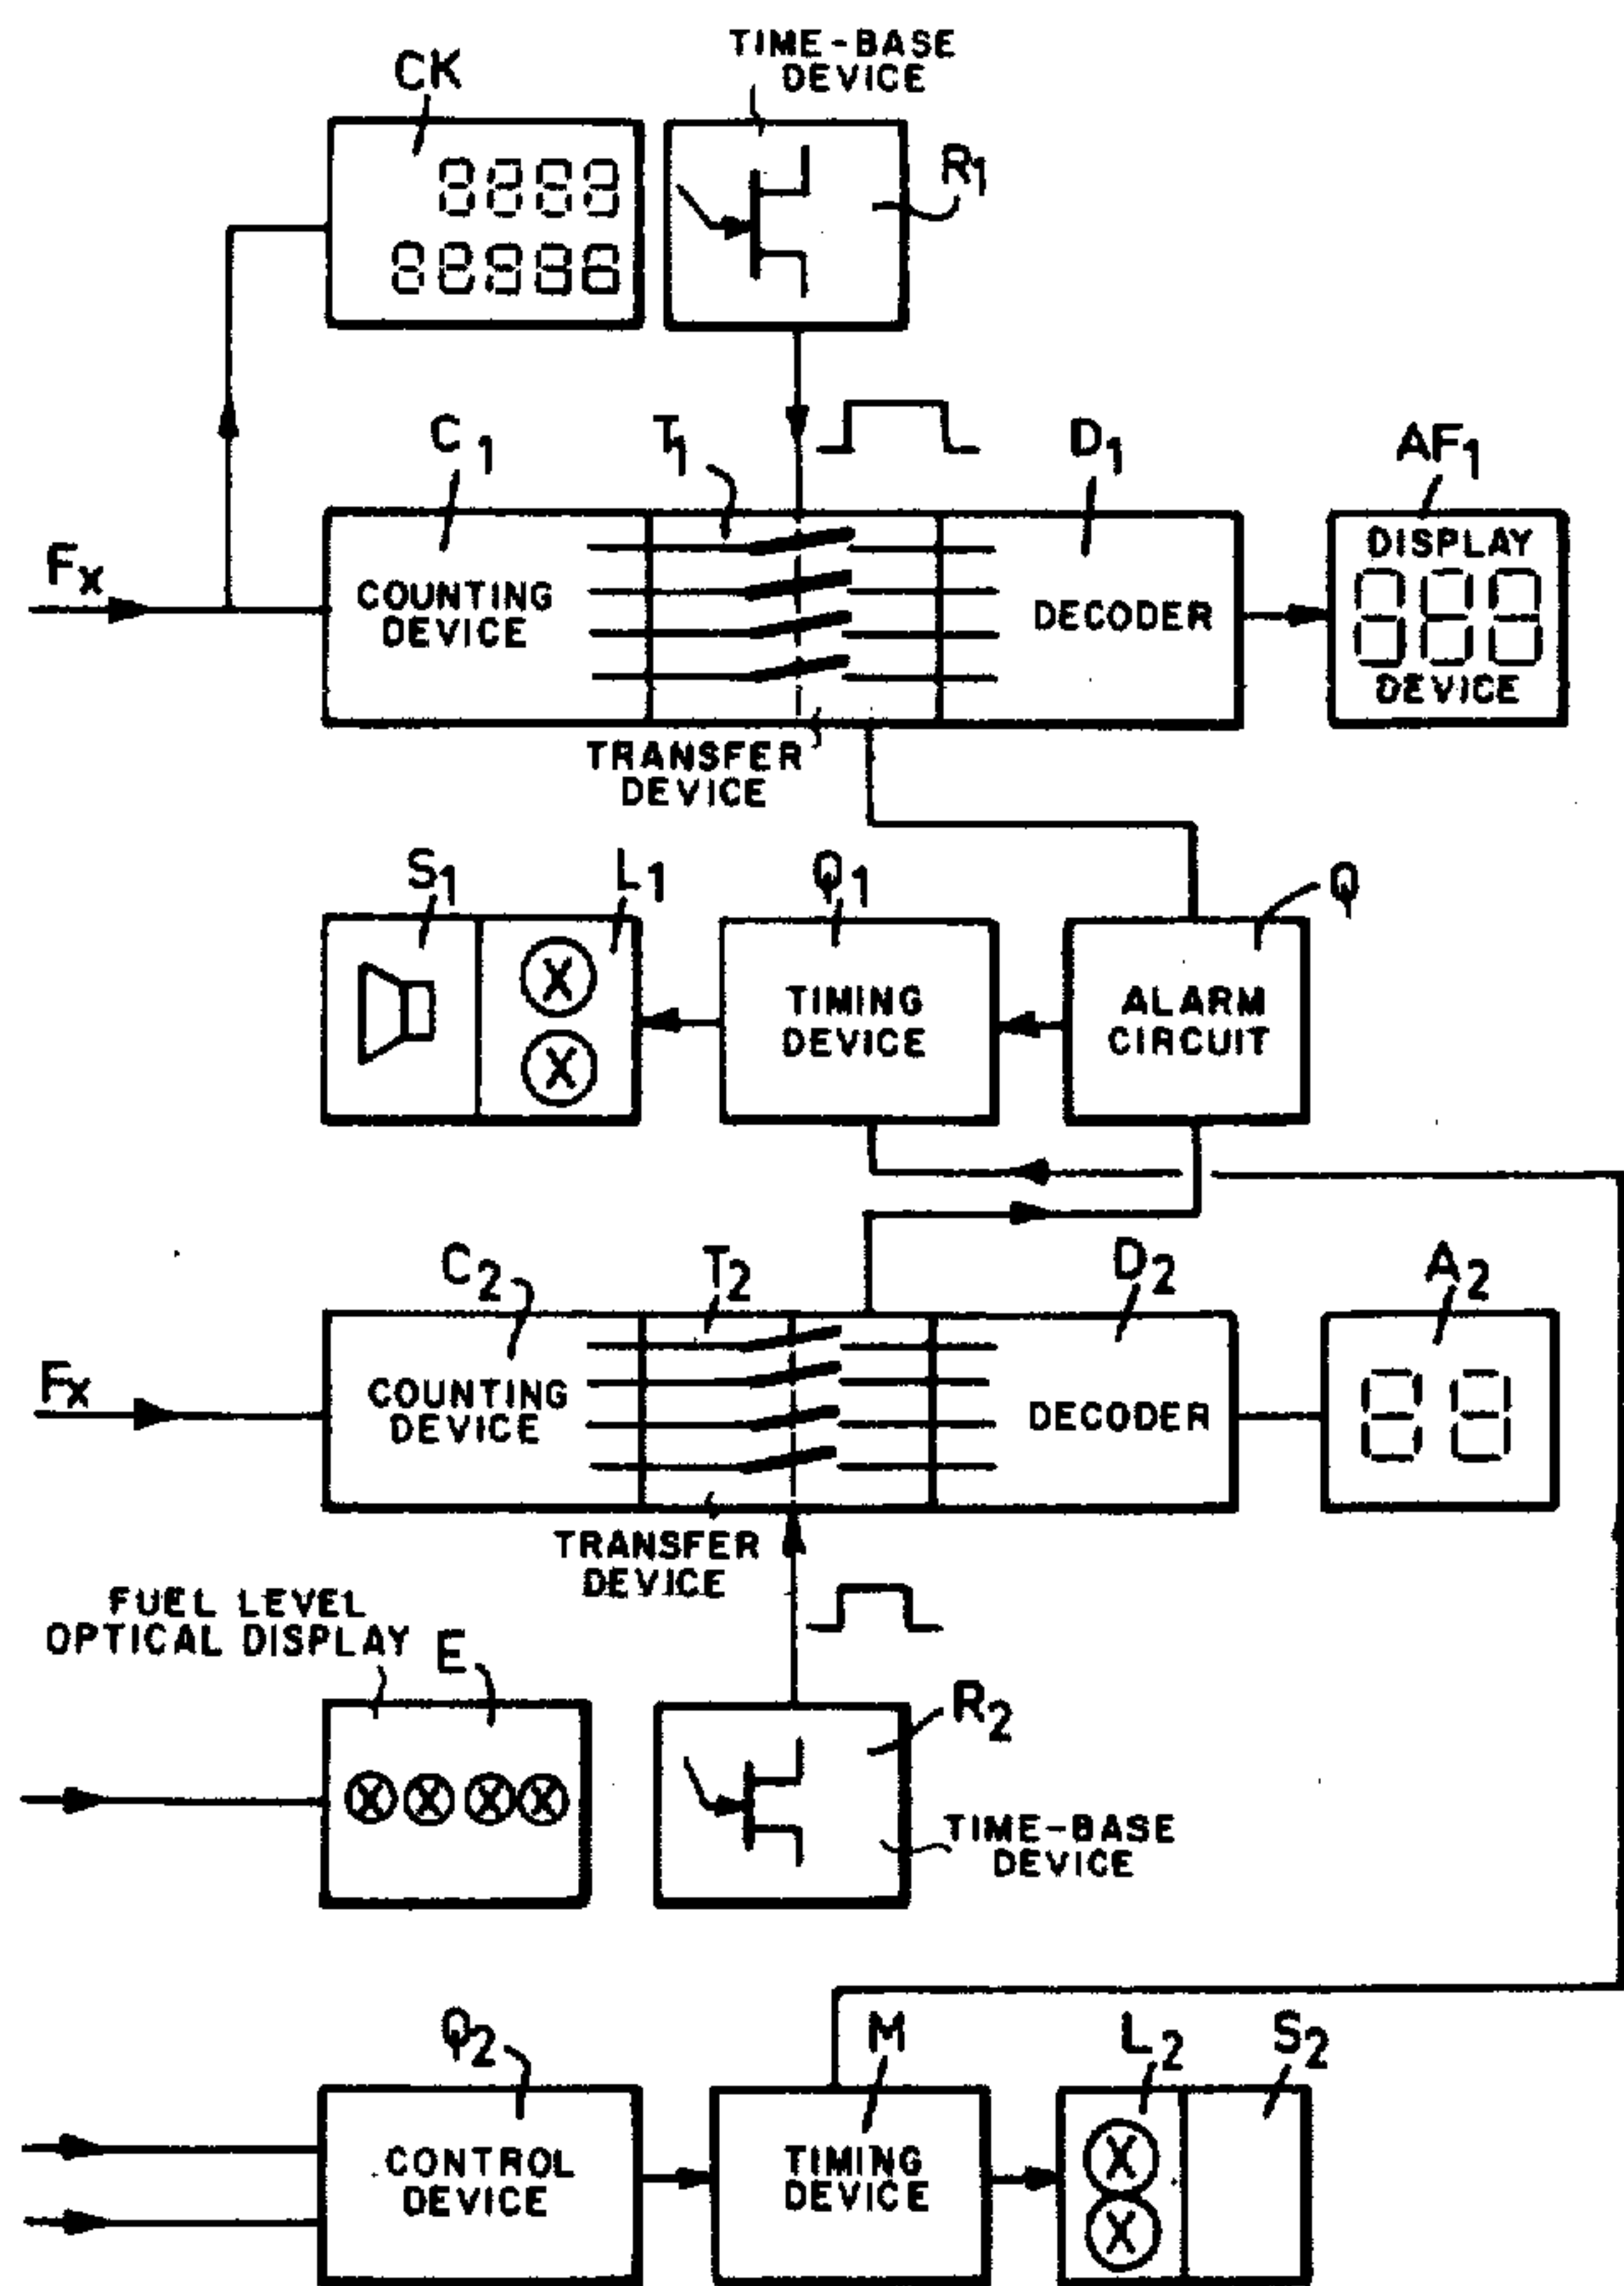 TIME-BASE
DEVICE
CK
R1
C1
T1
D1
AF1
Fx
COUNTING
DEVICE
DECODER
DISPLAY
DEVICE
TRANSFER
DEVICE
S1
L1
Q1
Q
TIMING
DEVICE
ALARM
CIRCUIT
C2
T2
D2
A2
Fx
COUNTING
DEVICE
DECODER
TRANSFER
DEVICE
FUEL LEVEL
OPTICAL DISPLAY
E
R2
TIME-BASE
DEVICE
Q2
M
L2
S2
CONTROL
DEVICE
TIMING
DEVICE